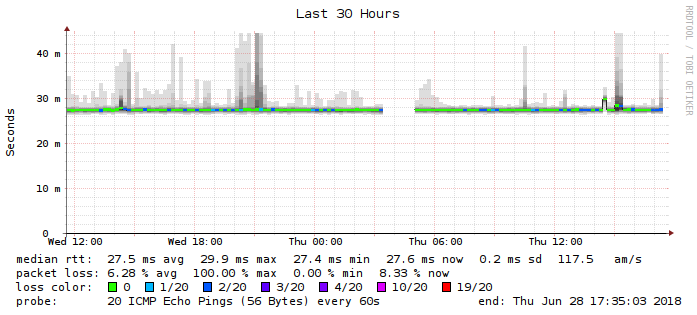 Last 30 Hours
RRDTOOL / TOBI OETIKER
Seconds
40 m
30 m
20 m
10 m
0
Wed 12:00 Wed 18:00 Thu 00:00 Thu 06:00 Thu 12:00
median rtt: 27.5 ms avg 29.9 ms max 27.4 ms min 27.6 ms now 0.2 ms sd 117.5 am/s
packet loss: 6.28 % avg 100.00 % max 0.00 % min 8.33 % now
loss color: 0 1/20 2/20 3/20 4/20 10/20 19/20
probe: 20 ICMP Echo Pings (56 Bytes) every 60s end: Thu Jun 28 17:35:03 2018